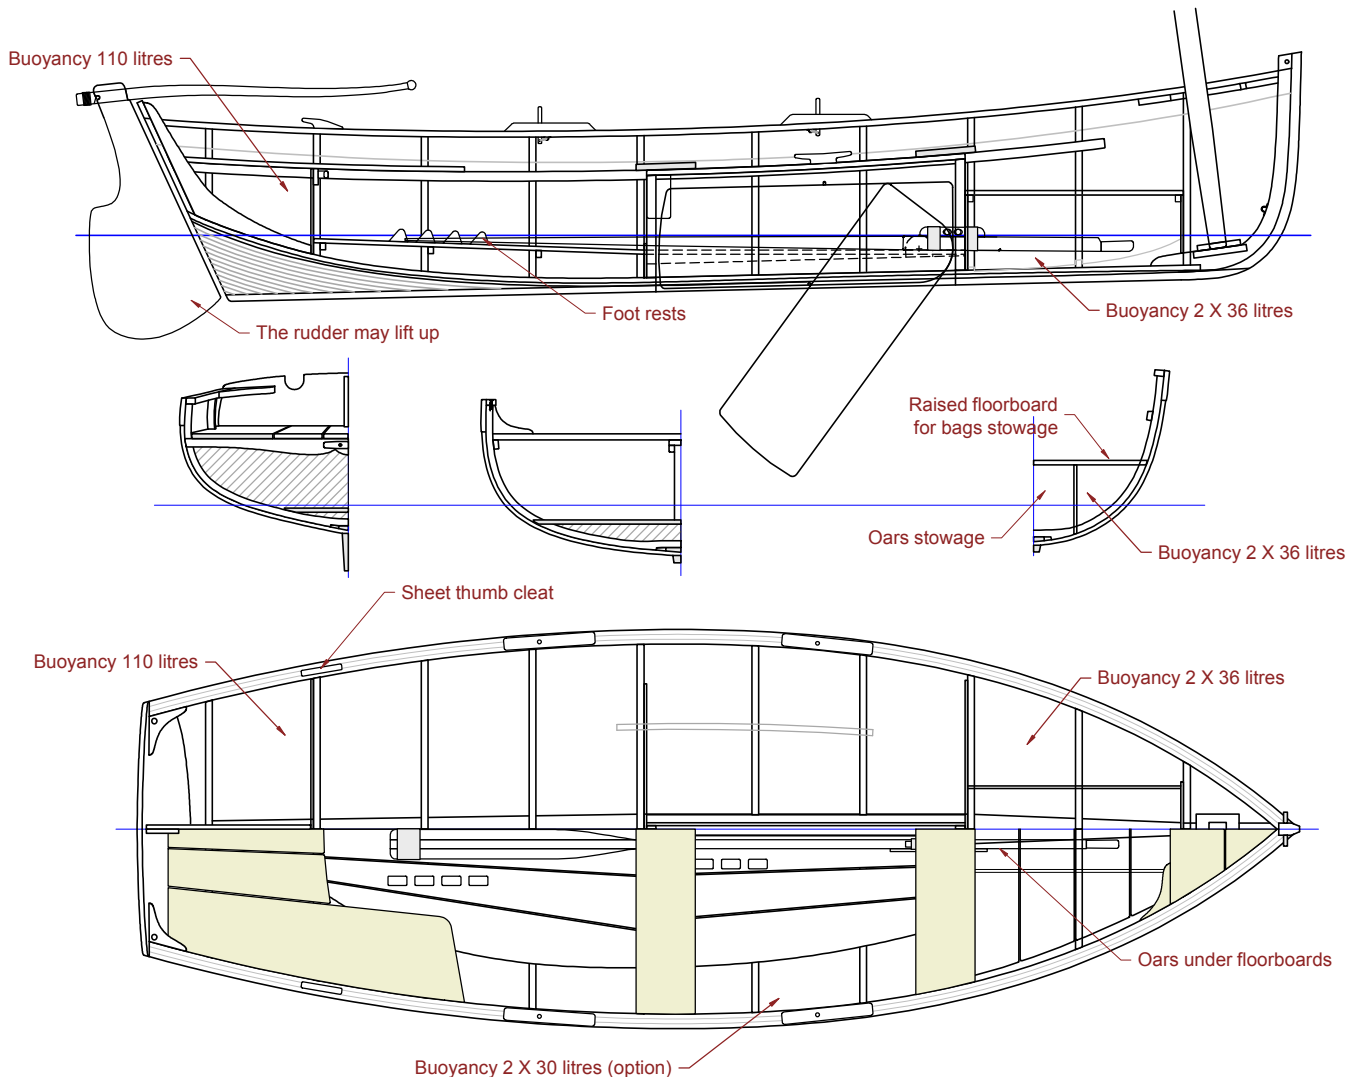 Buoyancy 110 litres
Buoyancy 2 X 36 litres
Foot rests
The rudder may lift up
Raised floorboard
for bags stowage
Oars stowage
Buoyancy 2 X 36 litres
Sheet thumb cleat
Buoyancy 110 litres
Buoyancy 2 X 36 litres
Oars under floorboards
Buoyancy 2 X 30 litres (option)